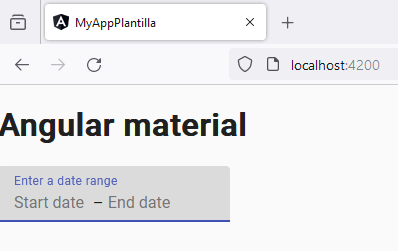 MyAppPlantilla
localhost:4200
Angular material
Enter a date range
Start date – End date